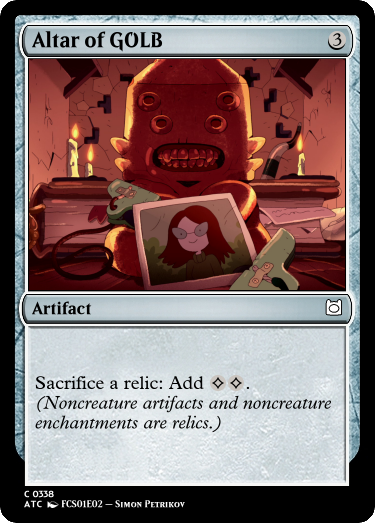 Altar of GOLB 3
Artifact
Sacrifice a relic: Add ◇◇.
(Noncreature artifacts and noncreature
enchantments are relics.)
C 0338
ATC FCS01E02 – Simon Petrikov